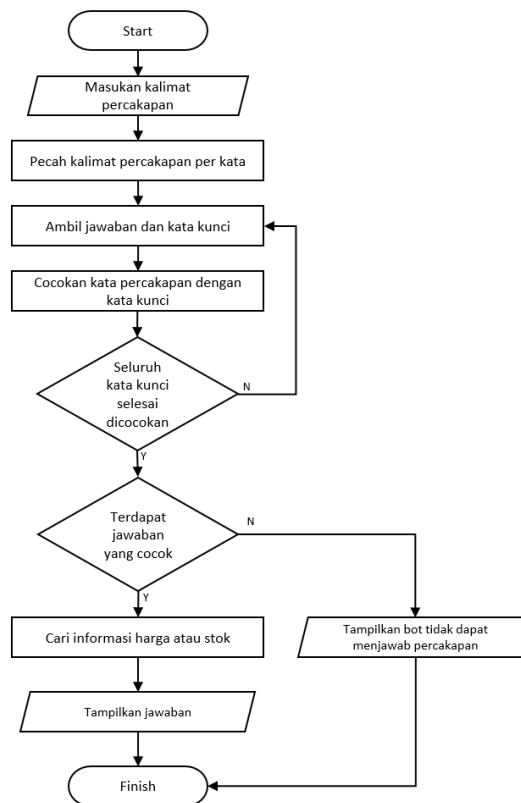 Start
Masukan kalimat
percakapan
Pecah kalimat percakapan per kata
Ambil jawaban dan kata kunci
Cocokan kata percakapan dengan
kata kunci
Seluruh
kata kunci
selesai
dicocokan
N
Y
Terdapat
jawaban
yang cocok
N
Y
Cari informasi harga atau stok
Tampilkan bot tidak dapat
menjawab percakapan
Tampilkan jawaban
Finish